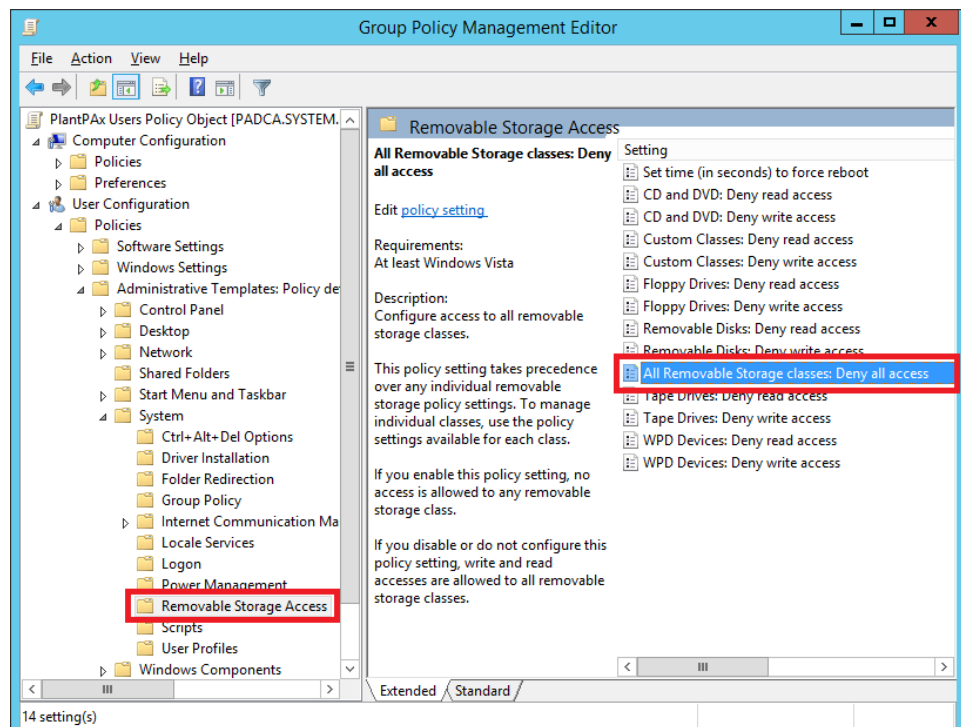 Group Policy Management Editor
File Action View Help
PlantPAx Users Policy Object [PADCA.SYSTEM.
Computer Configuration
Policies
Preferences
User Configuration
Policies
Software Settings
Windows Settings
Administrative Templates: Policy de
Control Panel
Desktop
Network
Shared Folders
Start Menu and Taskbar
System
Ctrl+Alt+Del Options
Driver Installation
Folder Redirection
Group Policy
Internet Communication Ma
Locale Services
Logon
Power Management
Removable Storage Access
Scripts
User Profiles
Windows Components
Removable Storage Access
All Removable Storage classes: Deny
all access
Edit policy setting
Requirements:
At least Windows Vista
Description:
Configure access to all removable
storage classes.
This policy setting takes precedence
over any individual removable
storage policy settings. To manage
individual classes, use the policy
settings available for each class.
If you enable this policy setting, no
access is allowed to any removable
storage class.
If you disable or do not configure this
policy setting, write and read
accesses are allowed to all removable
storage classes.
Setting
Set time (in seconds) to force reboot
CD and DVD: Deny read access
CD and DVD: Deny write access
Custom Classes: Deny read access
Custom Classes: Deny write access
Floppy Drives: Deny read access
Floppy Drives: Deny write access
Removable Disks: Deny read access
Removable Disks: Deny write access
All Removable Storage classes: Deny all access
Tape Drives: Deny read access
Tape Drives: Deny write access
WPD Devices: Deny read access
WPD Devices: Deny write access
Extended Standard
14 setting(s)